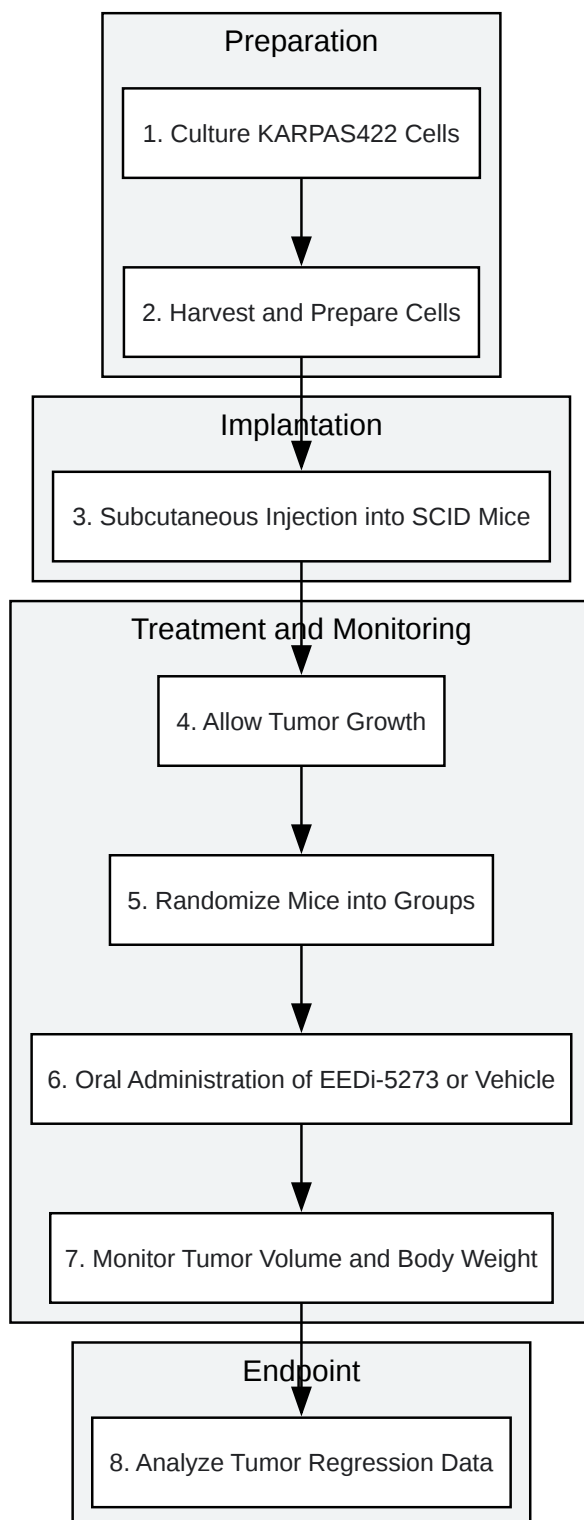 Preparation
1. Culture KARPAS422 Cells
2. Harvest and Prepare Cells
Implantation
3. Subcutaneous Injection into SCID Mice
Treatment and Monitoring
4. Allow Tumor Growth
5. Randomize Mice into Groups
6. Oral Administration of EEDi-5273 or Vehicle
7. Monitor Tumor Volume and Body Weight
Endpoint
8. Analyze Tumor Regression Data